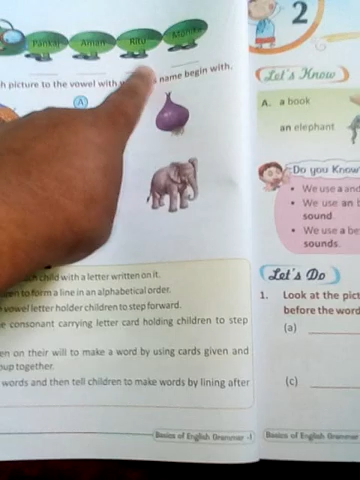 Pankaj Aman Ritu
h picture to the vowel with
name begin with.
A
child with a letter written on it.
to form a line in an alphabetical order.
vowel letter holder children to step forward.
e consonant carrying letter card holding children to step
en on their will to make a word by using cards given and
oup together.
words and then tell children to make words by lining after
Basics of English Grammar -1
2
Let's Know
A. a book
an elephant
Do you Know
• We use a and
• We use an b
sound.
• We use a be
sounds.
Let's Do
1. Look at the pict
before the word
(a)
(c)
Basics of English Grammar